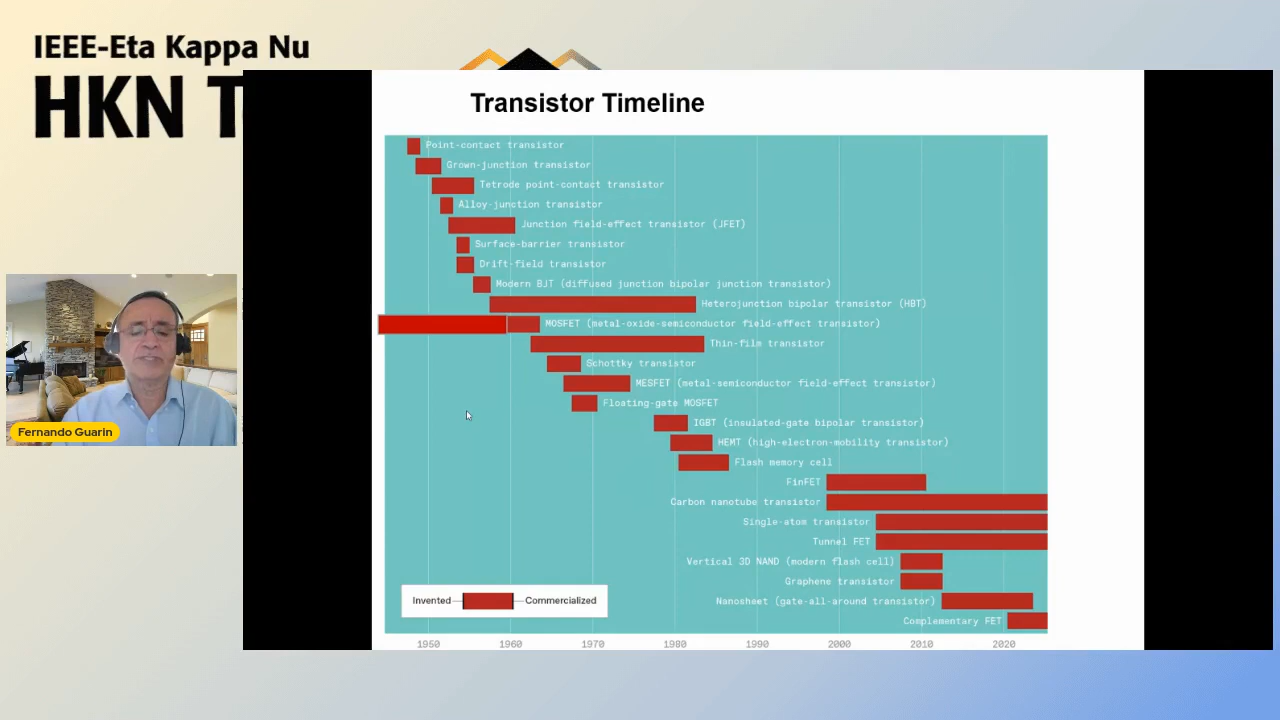 IEEE-Eta Kappa Nu
HKN T
Transistor Timeline
Point-contact transistor
Grown-junction transistor
Tetrode point-contact transistor
Alloy-junction transistor
Junction field-effect transistor (JFET)
Surface-barrier transistor
Drift-field transistor
Modern BJT (diffused junction bipolar junction transistor)
Heterojunction bipolar transistor (HBT)
MOSFET (metal-oxide-semiconductor field-effect transistor)
Thin-film transistor
Schottky transistor
MESFET (metal-semiconductor field-effect transistor)
Floating-gate MOSFET
IGBT (insulated-gate bipolar transistor)
HEMT (high-electron-mobility transistor)
Flash memory cell
FinFET
Carbon nanotube transistor
Single-atom transistor
Tunnel FET
Vertical 3D NAND (modern flash cell)
Graphene transistor
Nanosheet (gate-all-around transistor)
Complementary FET
Invented Commercialized
1950 1960 1970 1980 1990 2000 2010 2020
Fernando Guarin